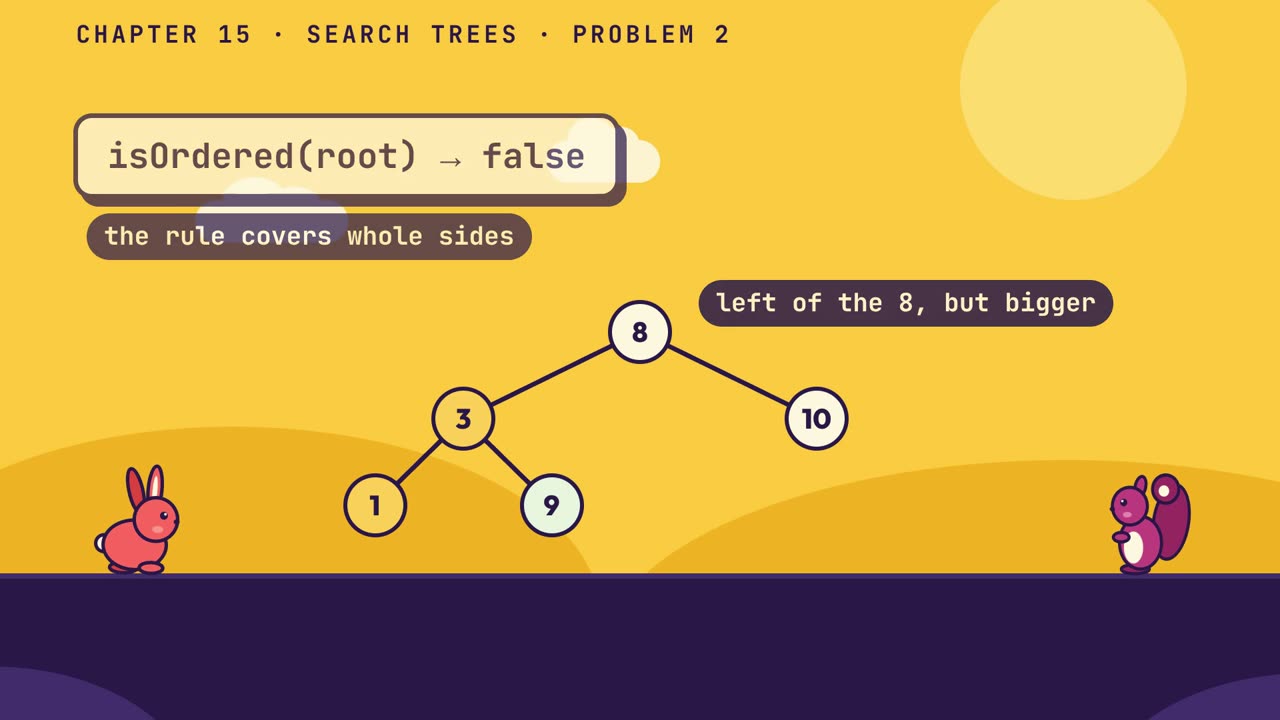 CHAPTER 15 · SEARCH TREES · PROBLEM 2
isOrdered(root) → false
the rule covers whole sides
left of the 8, but bigger
8
3
10
1
9